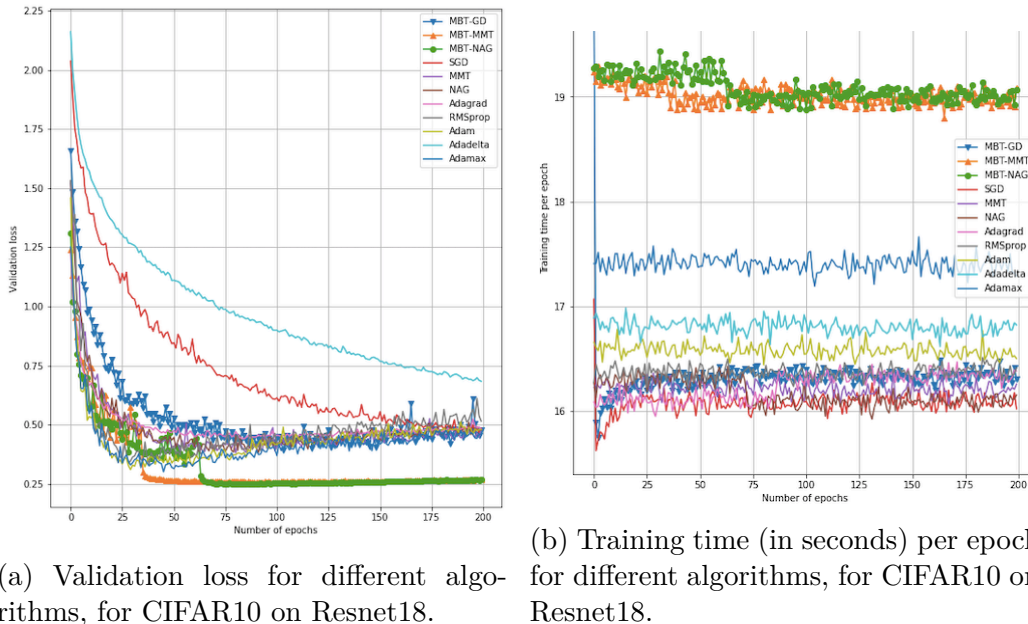 2.25
2.00
1.75
1.50
1.25
1.00
0.75
0.50
0.25
Validation loss
0 25 50 75 100 125 150 175 200
Number of epochs
MBT-GD
MBT-MMT
MBT-NAG
SGD
MMT
NAG
Adagrad
RMSprop
Adam
Adadelta
Adamax
(a) Validation loss for different algo-
rithms, for CIFAR10 on Resnet18.
19
18
17
16
Training time per epoch
0 25 50 75 100 125 150 175 200
Number of epochs
MBT-GD
MBT-MMT
MBT-NAG
SGD
MMT
NAG
Adagrad
RMSprop
Adam
Adadelta
Adamax
(b) Training time (in seconds) per epoch
for different algorithms, for CIFAR10 on
Resnet18.